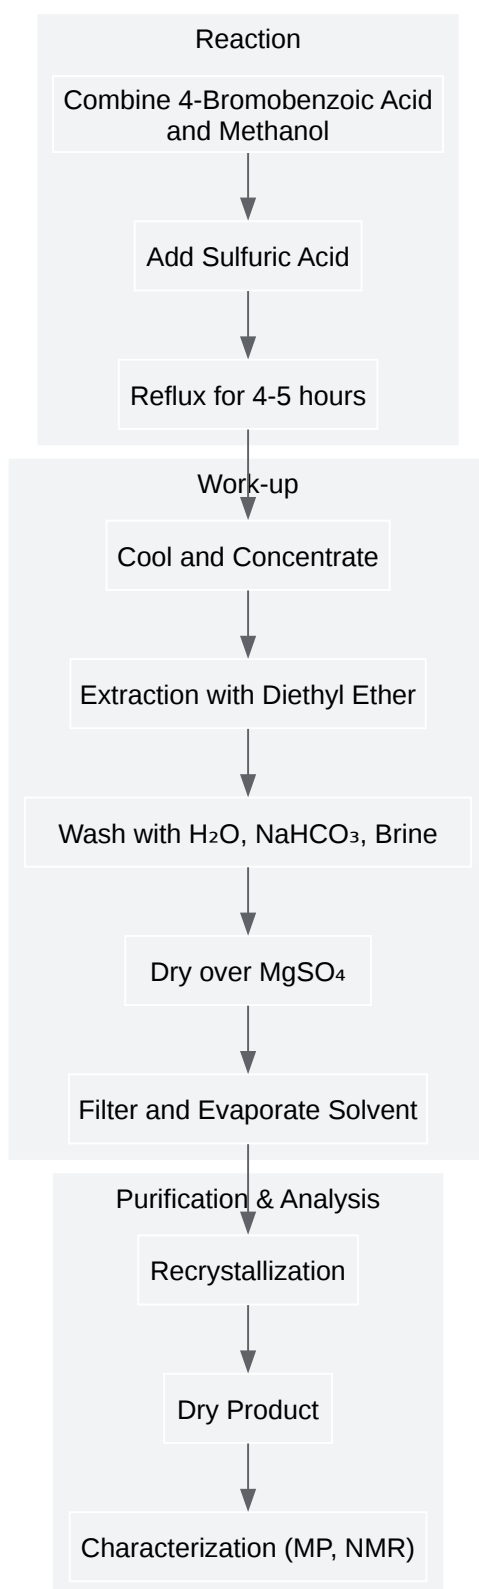 Reaction
Combine 4-Bromobenzoic Acid
and Methanol
Add Sulfuric Acid
Reflux for 4-5 hours
Work-up
Cool and Concentrate
Extraction with Diethyl Ether
Wash with H₂O, NaHCO₃, Brine
Dry over MgSO₄
Filter and Evaporate Solvent
Purification & Analysis
Recrystallization
Dry Product
Characterization (MP, NMR)